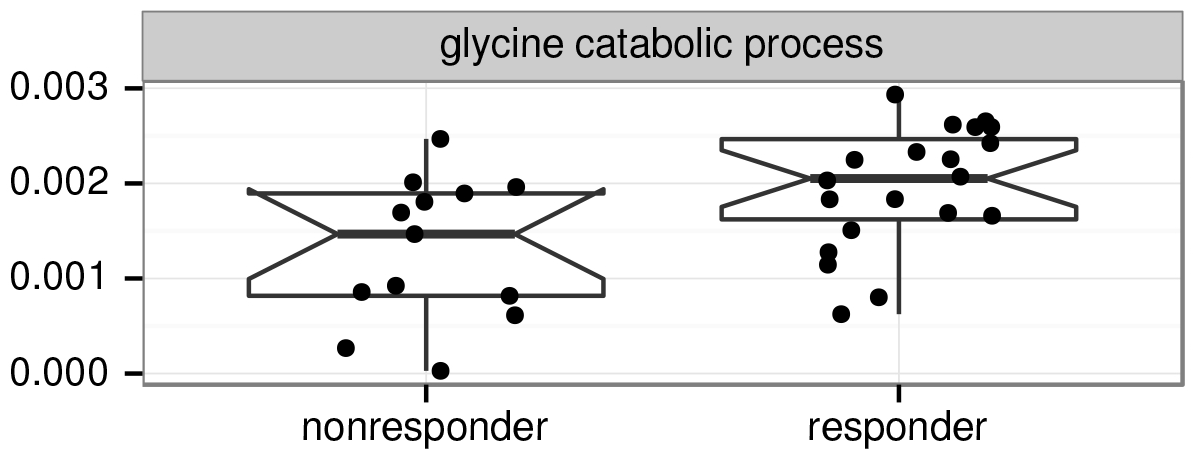 glycine catabolic process
0.003
0.002
0.001
0.000
nonresponder
responder